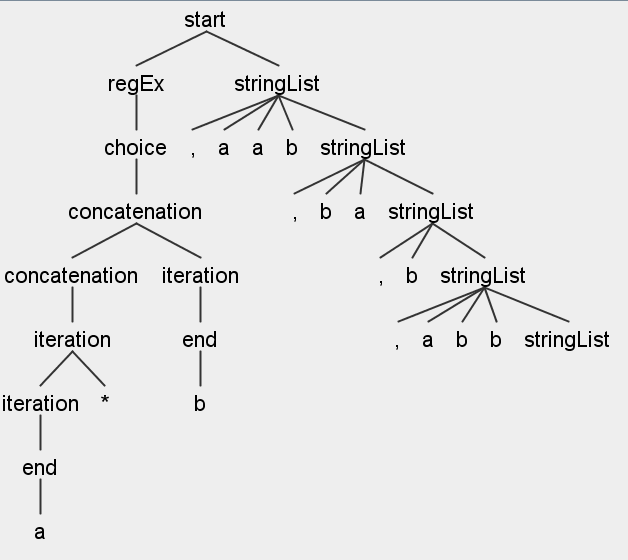 start
regEx stringList
choice , a a b stringList
concatenation , b a stringList
concatenation iteration , b stringList
iteration end , a b b stringList
iteration * b
end
a